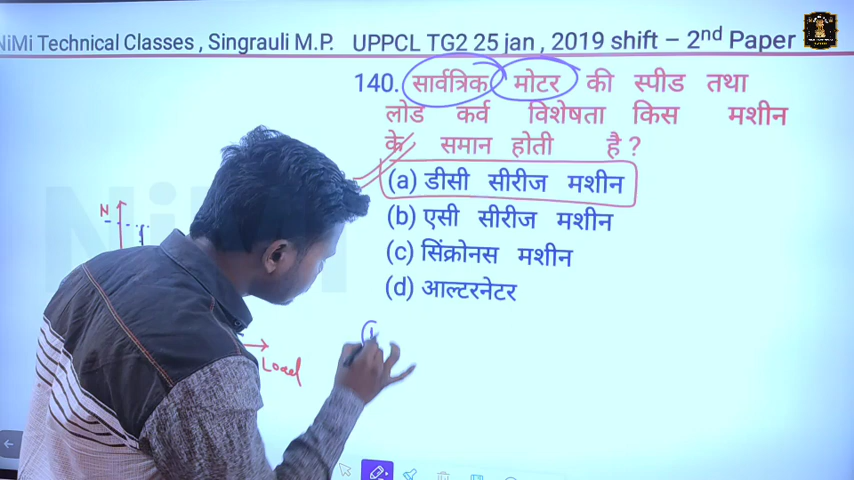 NiMi Technical Classes , Singrauli M.P. UPPCL TG2 25 jan , 2019 shift – 2nd Paper
140. सार्वत्रिक मोटर की स्पीड तथा
लोड कर्व विशेषता किस मशीन
के समान होती है ?
(a) डीसी सीरीज मशीन
(b) एसी सीरीज मशीन
(c) सिंक्रोनस मशीन
(d) आल्टरनेटर
N
Load